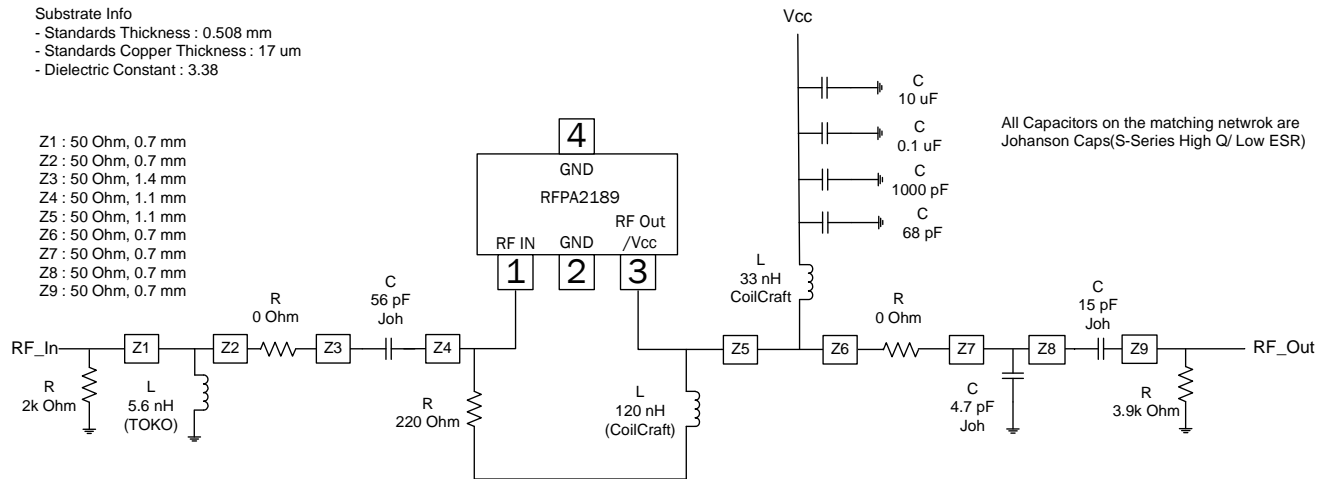 Substrate Info
- Standards Thickness : 0.508 mm
- Standards Copper Thickness : 17 um
- Dielectric Constant : 3.38
Z1 : 50 Ohm, 0.7 mm
Z2 : 50 Ohm, 0.7 mm
Z3 : 50 Ohm, 1.4 mm
Z4 : 50 Ohm, 1.1 mm
Z5 : 50 Ohm, 1.1 mm
Z6 : 50 Ohm, 0.7 mm
Z7 : 50 Ohm, 0.7 mm
Z8 : 50 Ohm, 0.7 mm
Z9 : 50 Ohm, 0.7 mm
Vcc
C
10 uF
C
0.1 uF
C
1000 pF
C
68 pF
All Capacitors on the matching netwrok are
Johanson Caps(S-Series High Q/ Low ESR)
4
GND
RFPA2189
RF Out
RF IN
GND
/Vcc
1
2
3
L
33 nH
CoilCraft
R
0 Ohm
C
56 pF
Joh
R
0 Ohm
C
15 pF
Joh
RF_In
Z1
Z2
Z3
Z4
Z5
Z6
Z7
Z8
Z9
RF_Out
R
2k Ohm
L
5.6 nH
(TOKO)
R
220 Ohm
L
120 nH
(CoilCraft)
C
4.7 pF
Joh
R
3.9k Ohm